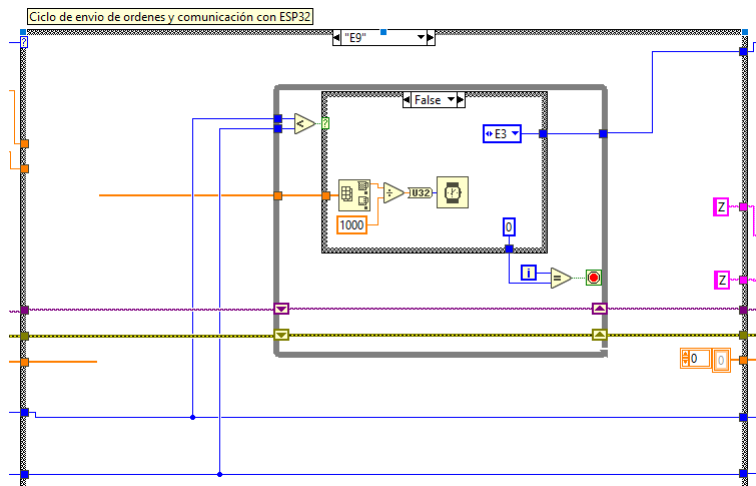 Ciclo de envio de ordenes y comunicación con ESP32
"E9"
?
False
<
?
E3
÷
U32
1000
0
i
=
Z
Z
0
0